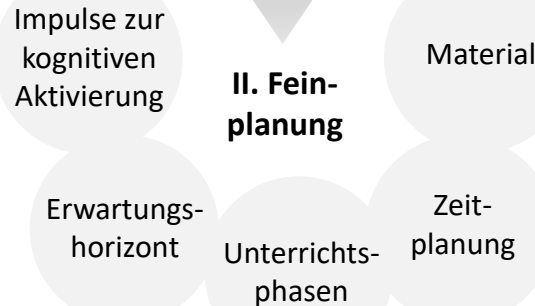 Impulse zur
kognitiven
Aktivierung
II. Fein-
planung
Material
Erwartungs-
horizont
Unterrichts-
phasen
Zeit-
planung